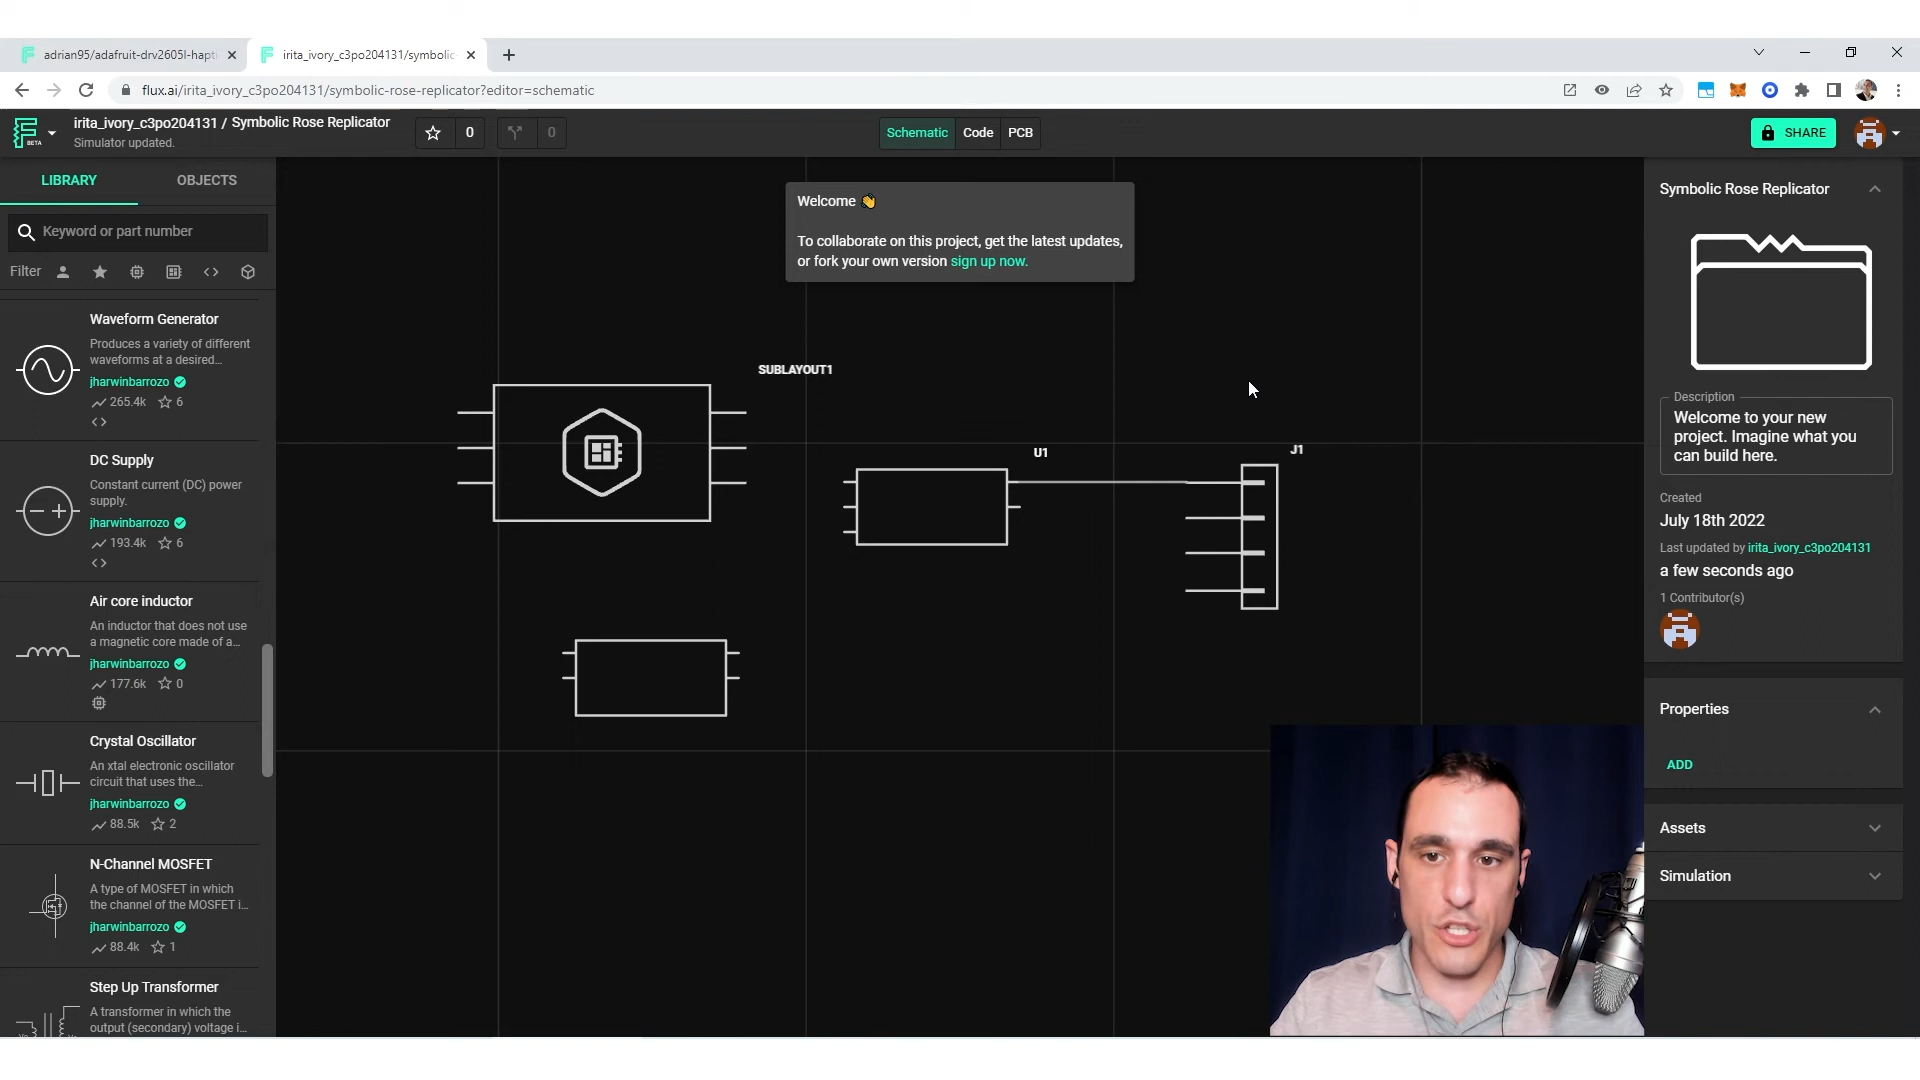 adrian95/adafruit-drv2605l-hapti
irita_ivory_c3po204131/symbolic-
flux.ai/irita_ivory_c3po204131/symbolic-rose-replicator?editor=schematic
BETA
irita_ivory_c3po204131 / Symbolic Rose Replicator
Simulator updated.
0
0
Schematic
Code
PCB
SHARE
LIBRARY
OBJECTS
Keyword or part number
Filter
Waveform Generator
Produces a variety of different
waveforms at a desired...
jharwinbarrozo
265.4k
6
DC Supply
Constant current (DC) power
supply.
jharwinbarrozo
193.4k
6
Air core inductor
An inductor that does not use
a magnetic core made of a...
jharwinbarrozo
177.6k
0
Crystal Oscillator
An xtal electronic oscillator
circuit that uses the...
jharwinbarrozo
88.5k
2
N-Channel MOSFET
A type of MOSFET in which
the channel of the MOSFET i...
jharwinbarrozo
88.4k
1
Step Up Transformer
A transformer in which the
output (secondary) voltage i...
Welcome 👋
To collaborate on this project, get the latest updates,
or fork your own version sign up now.
SUBLAYOUT1
U1
J1
Symbolic Rose Replicator
Description
Welcome to your new
project. Imagine what you
can build here.
Created
July 18th 2022
Last updated by irita_ivory_c3po204131
a few seconds ago
1 Contributor(s)
Properties
ADD
Assets
Simulation